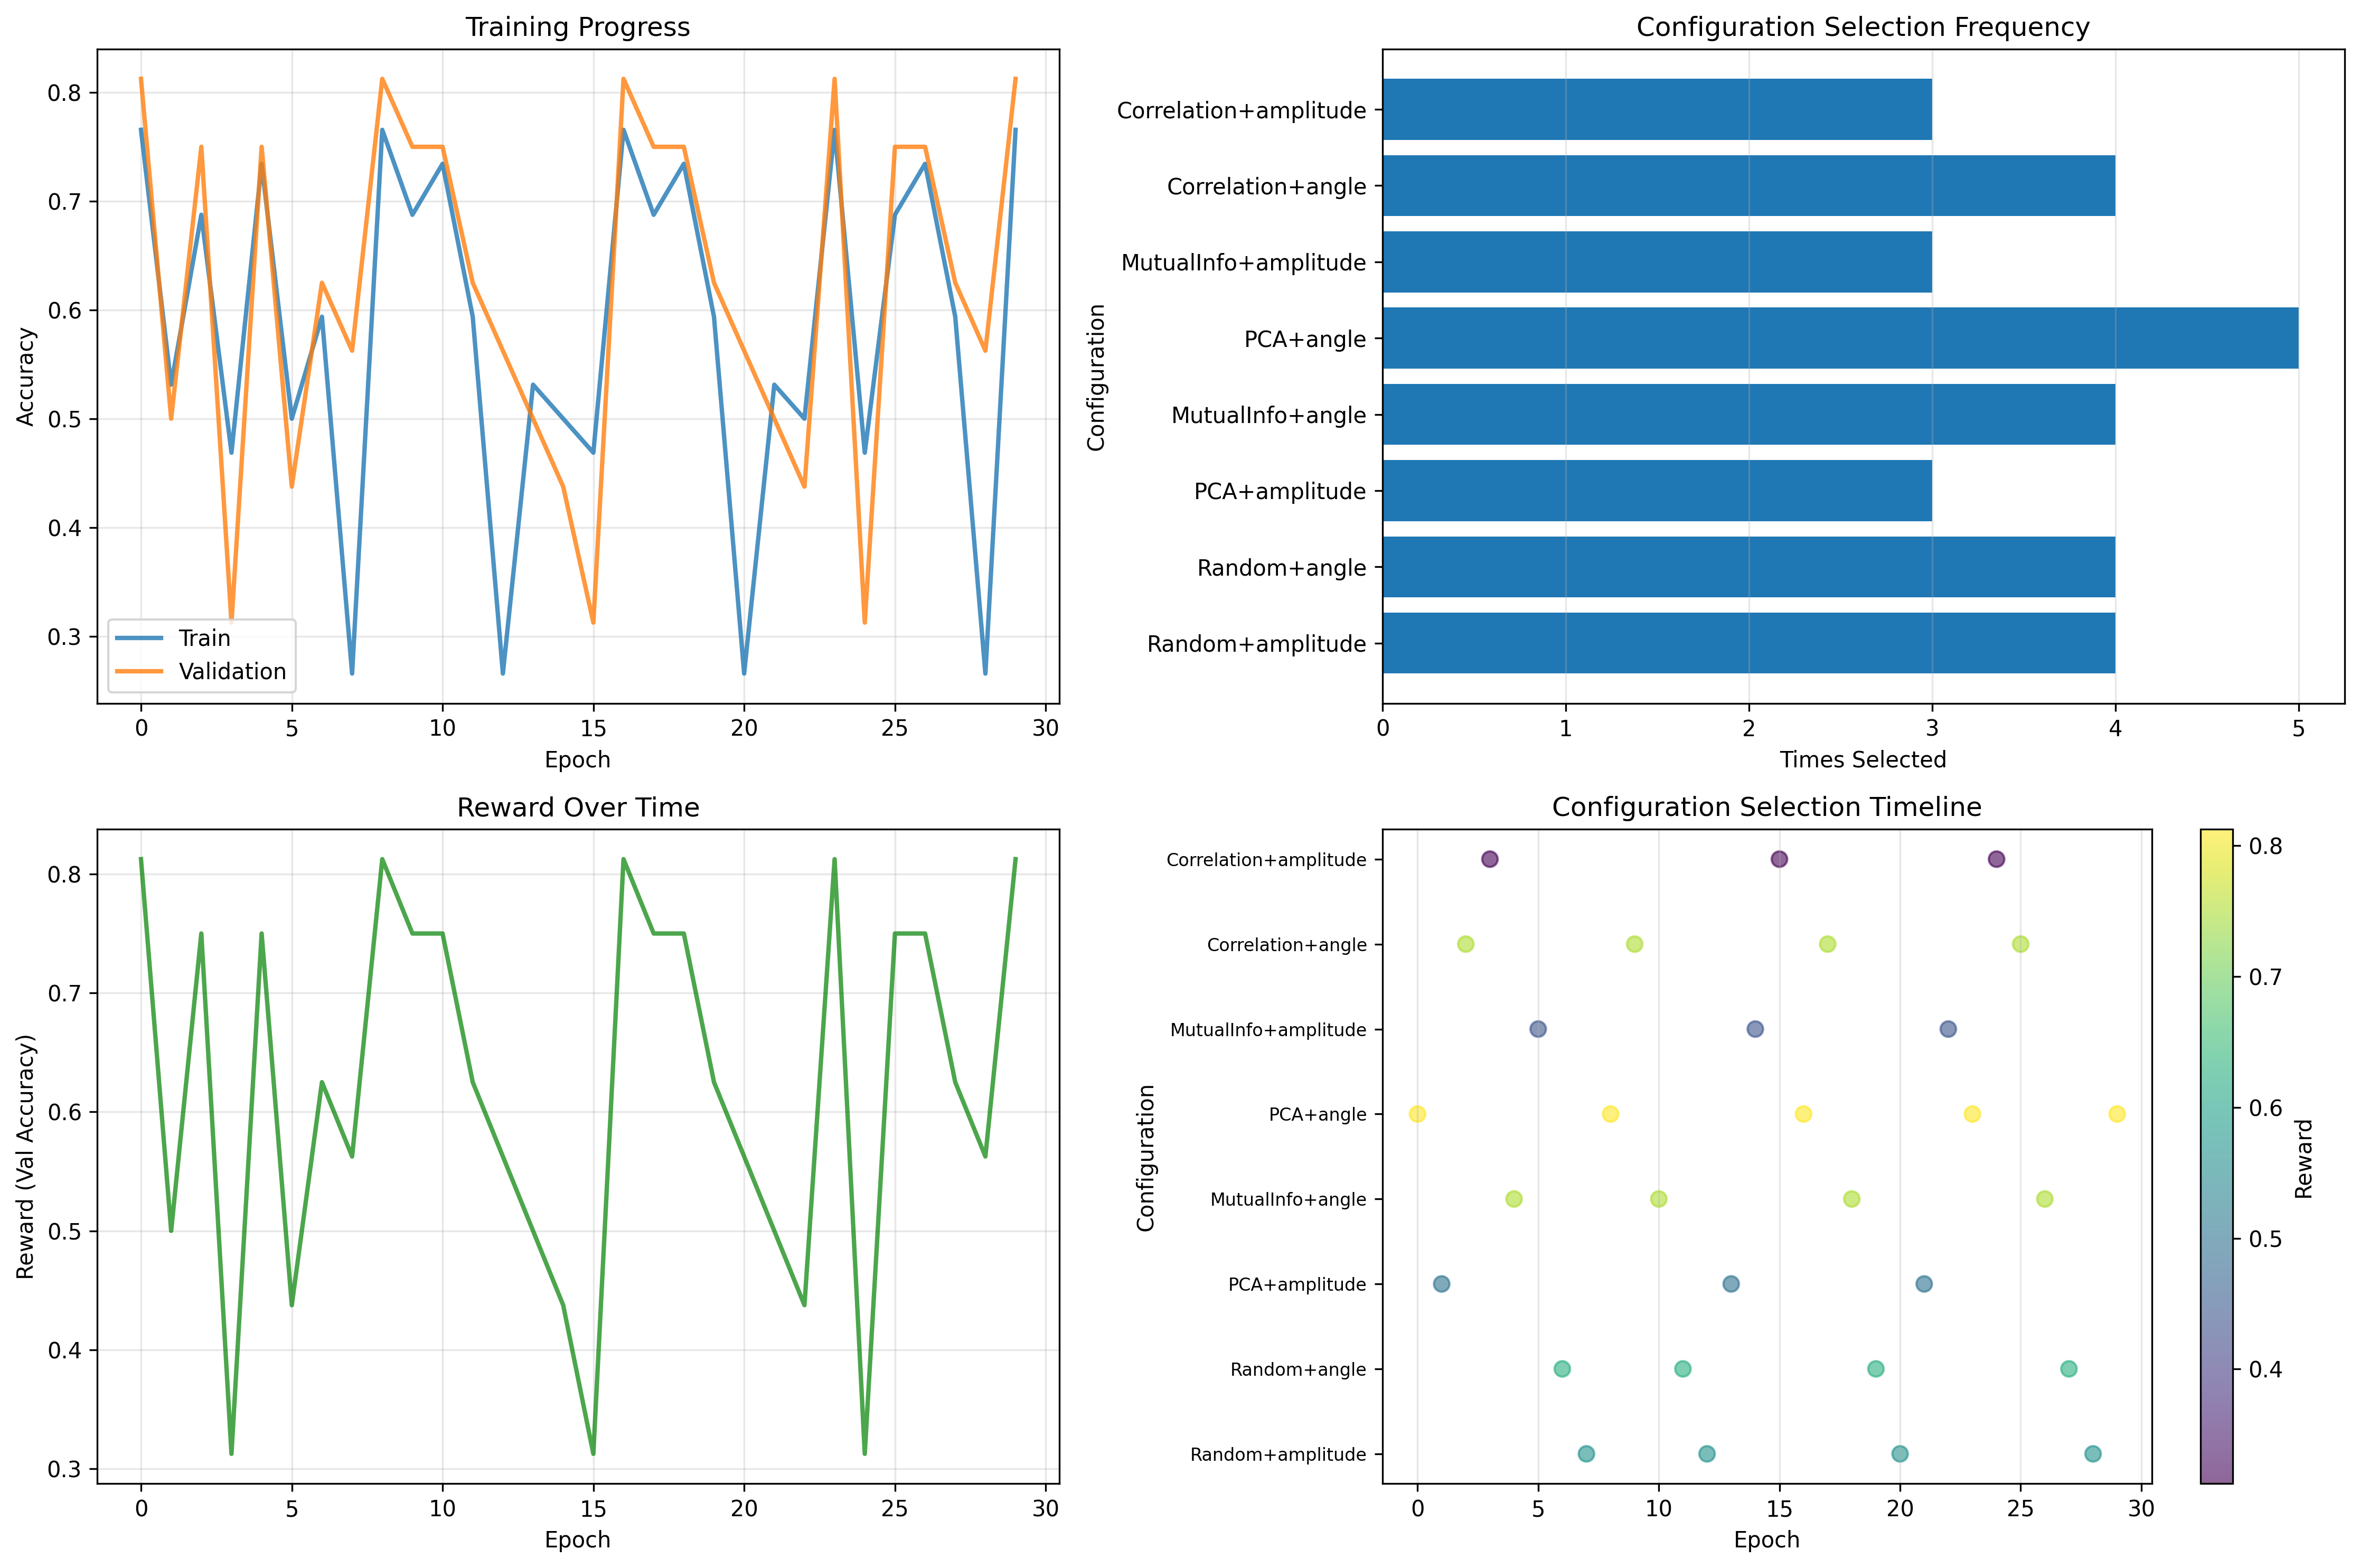 Training Progress
Accuracy
0.8
0.7
0.6
0.5
0.4
0.3
Train
Validation
0 5 10 15 20 25 30
Epoch
Configuration Selection Frequency
Configuration
Correlation+amplitude
Correlation+angle
MutualInfo+amplitude
PCA+angle
MutualInfo+angle
PCA+amplitude
Random+angle
Random+amplitude
0 1 2 3 4 5
Times Selected
Reward Over Time
Reward (Val Accuracy)
0.8
0.7
0.6
0.5
0.4
0.3
0 5 10 15 20 25 30
Epoch
Configuration Selection Timeline
Configuration
Correlation+amplitude
Correlation+angle
MutualInfo+amplitude
PCA+angle
MutualInfo+angle
PCA+amplitude
Random+angle
Random+amplitude
0 5 10 15 20 25 30
Epoch
0.8
0.7
0.6
0.5
0.4
Reward